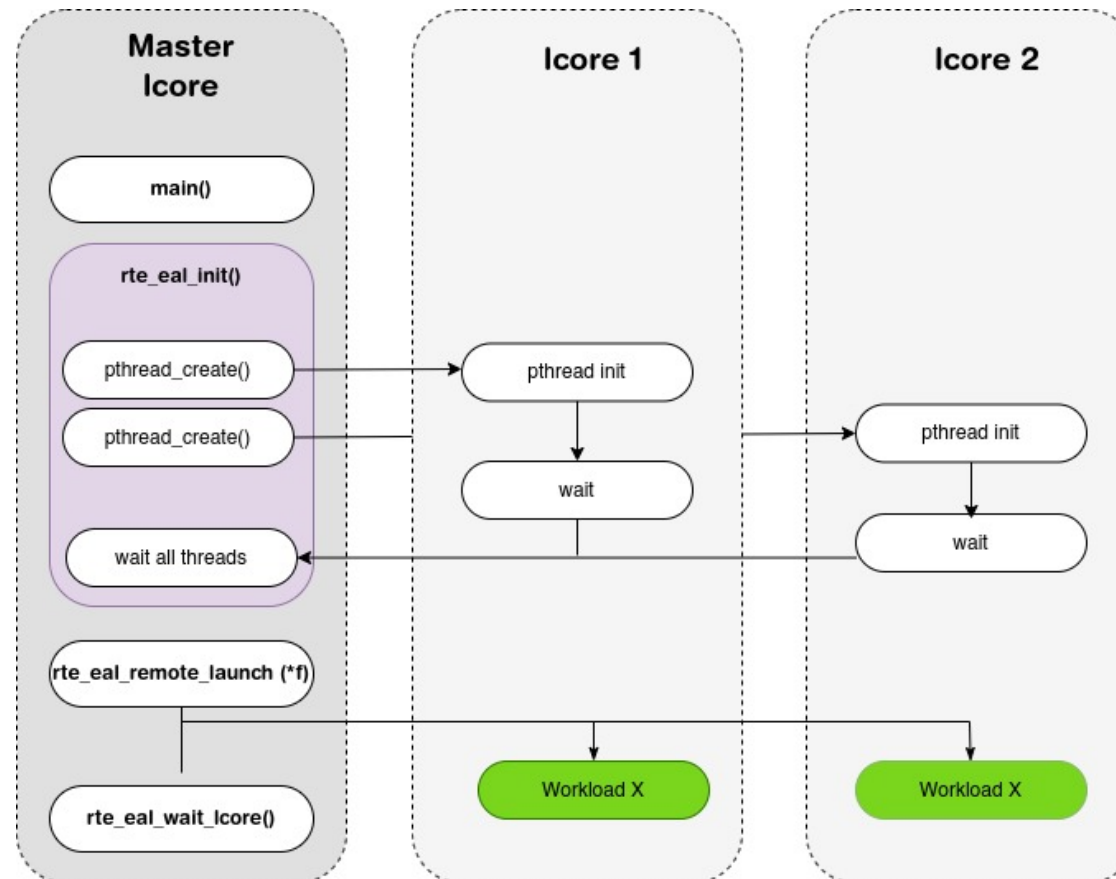 Master
lcore
lcore 1
lcore 2
main()
rte_eal_init()
pthread_create()
pthread init
pthread_create()
pthread init
wait
wait all threads
wait
rte_eal_remote_launch (*f)
Workload X
Workload X
rte_eal_wait_lcore()